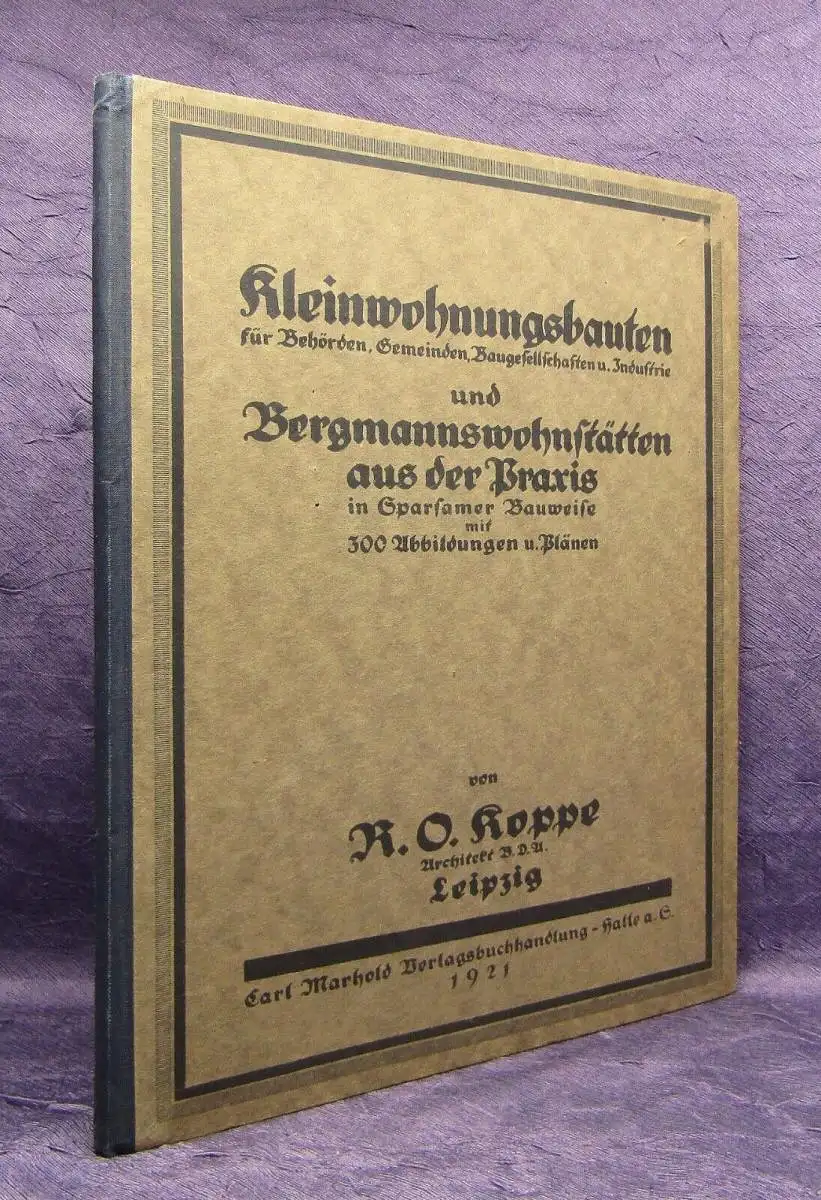 Kleinwohnungsbauten
für Behörden, Gemeinden, Baugesellschaften u. Industrie
und
Bergmannswohnstätten
aus der Praxis
in Sparsamer Bauweise
mit
300 Abbildungen u. Plänen
von
R. O. Koppe
Architekt B. D. A.
Leipzig
Carl Marhold Verlagsbuchhandlung - Halle a. S.
1921